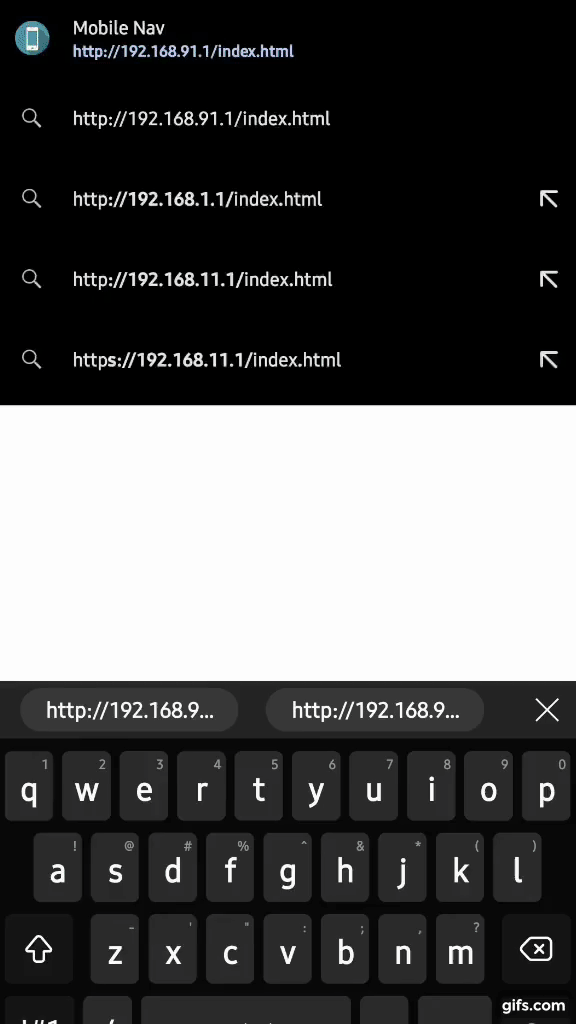 Mobile Nav
http://192.168.91.1/index.html
http://192.168.91.1/index.html
http://192.168.1.1/index.html
http://192.168.11.1/index.html
https://192.168.11.1/index.html
http://192.168.9... http://192.168.9...
1 2 3 4 5 6 7 8 9 0
q w e r t y u i o p
! @ # % ^ & * ( )
a s d f g h j k l
- ' " : ; , ?
z x c v b n m
gifs.com